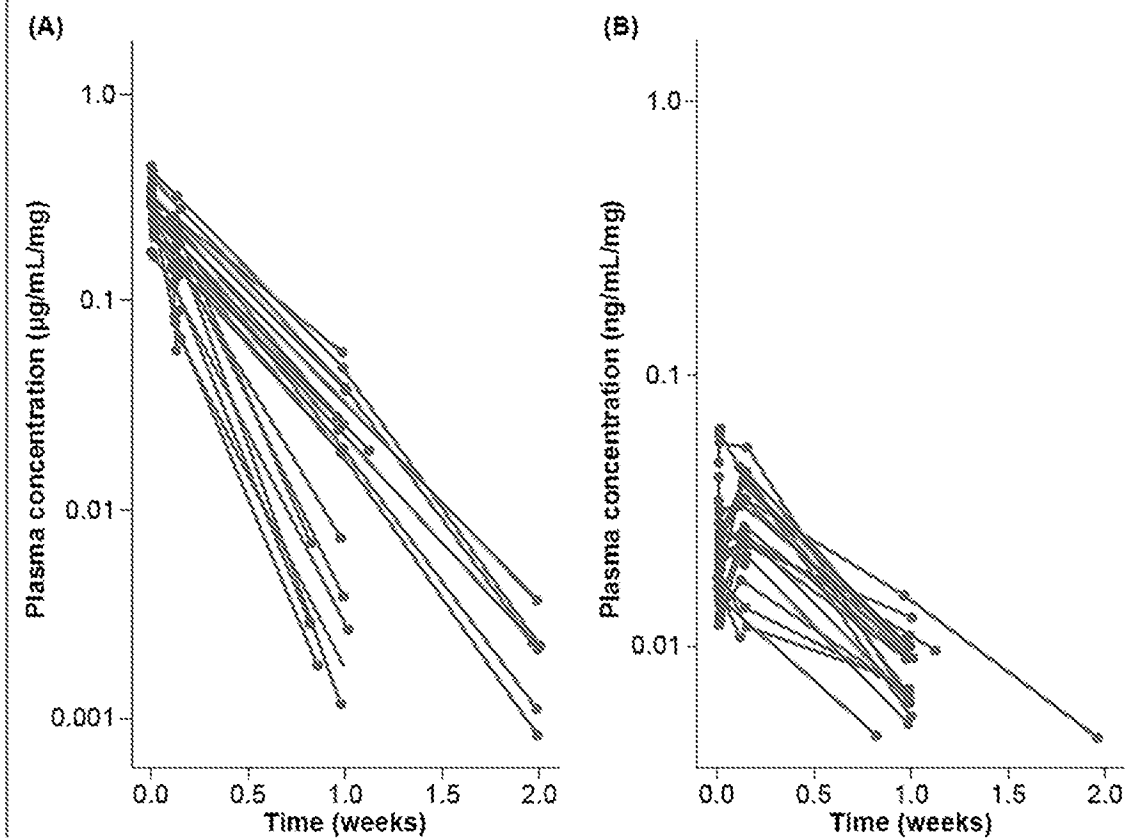 (A)
Plasma concentration (µg/mL/mg)
1.0
0.1
0.01
0.001
0.0 0.5 1.0 1.5 2.0
Time (weeks)
(B)
Plasma concentration (ng/mL/mg)
1.0
0.1
0.01
0.0 0.5 1.0 1.5 2.0
Time (weeks)